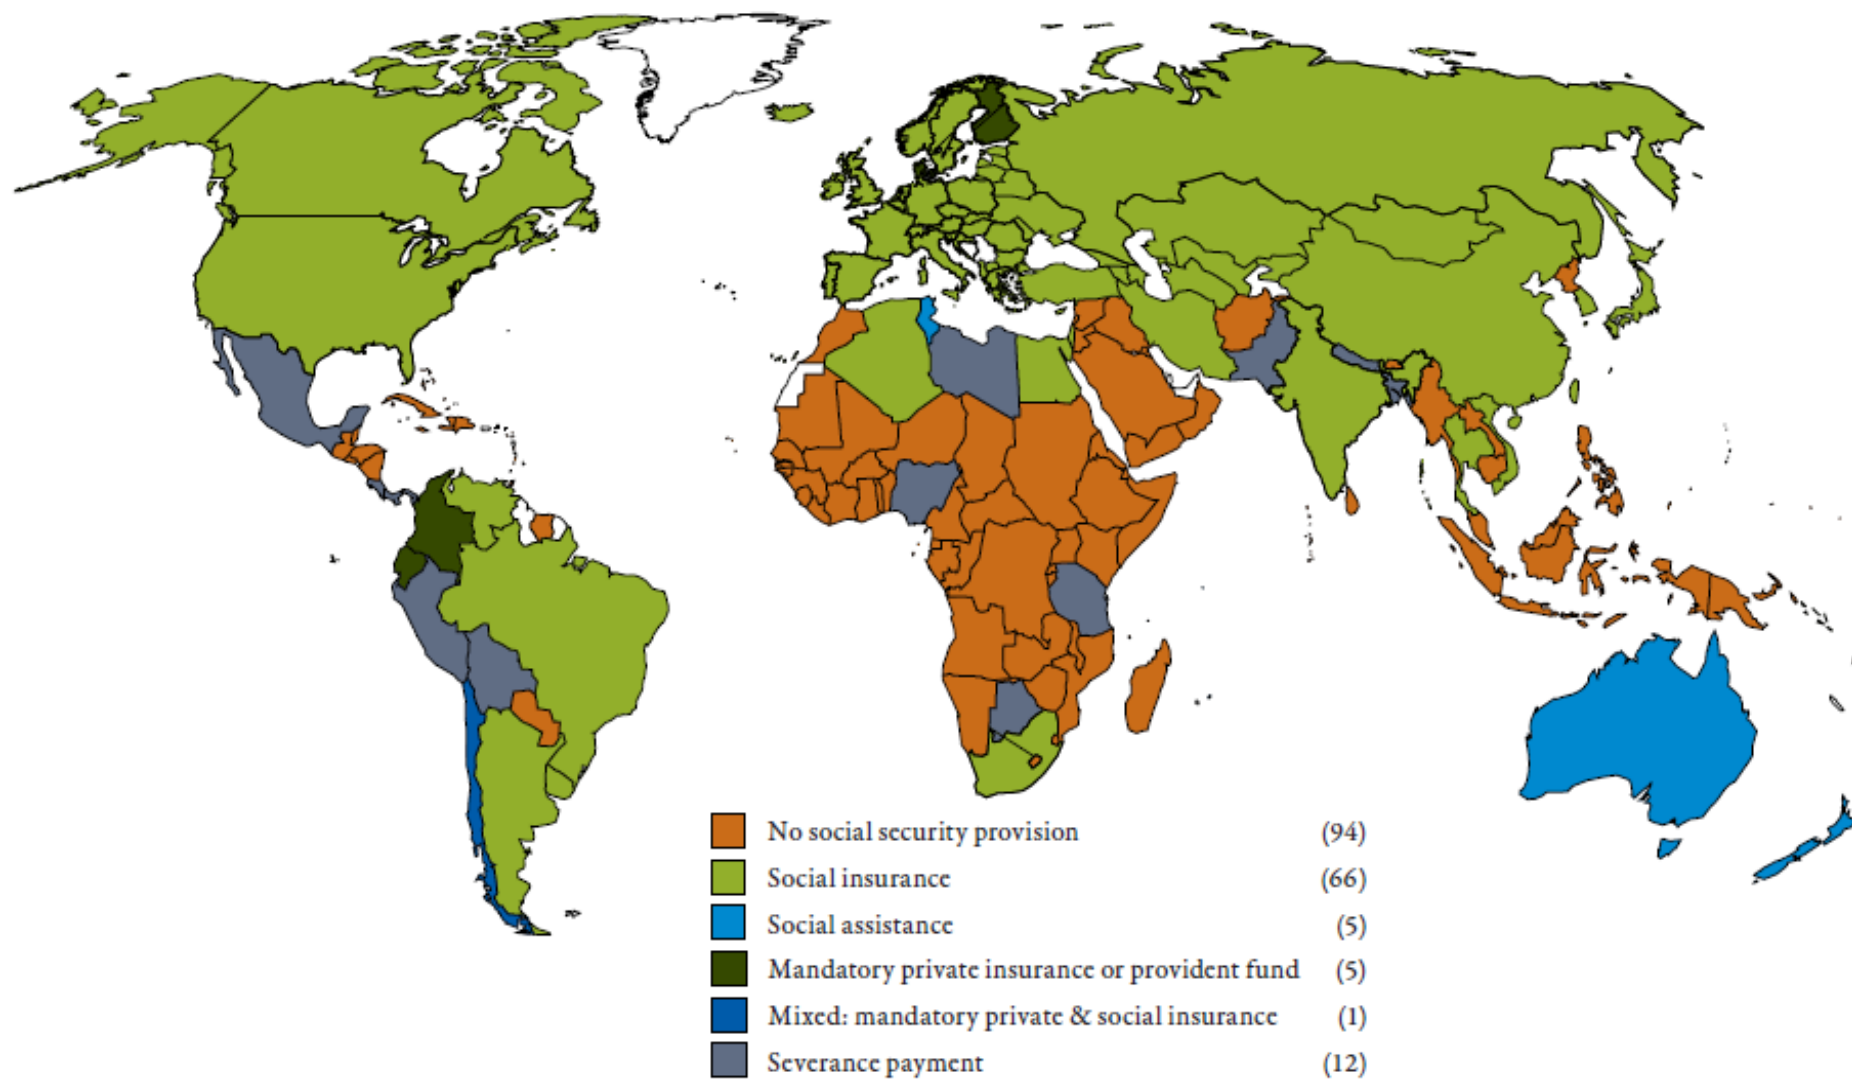 No social security provision (94)
Social insurance (66)
Social assistance (5)
Mandatory private insurance or provident fund (5)
Mixed: mandatory private & social insurance (1)
Severance payment (12)